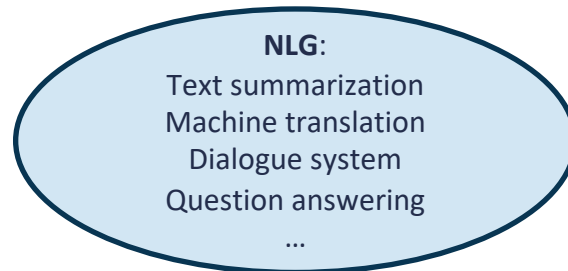 NLG:
Text summarization
Machine translation
Dialogue system
Question answering
...